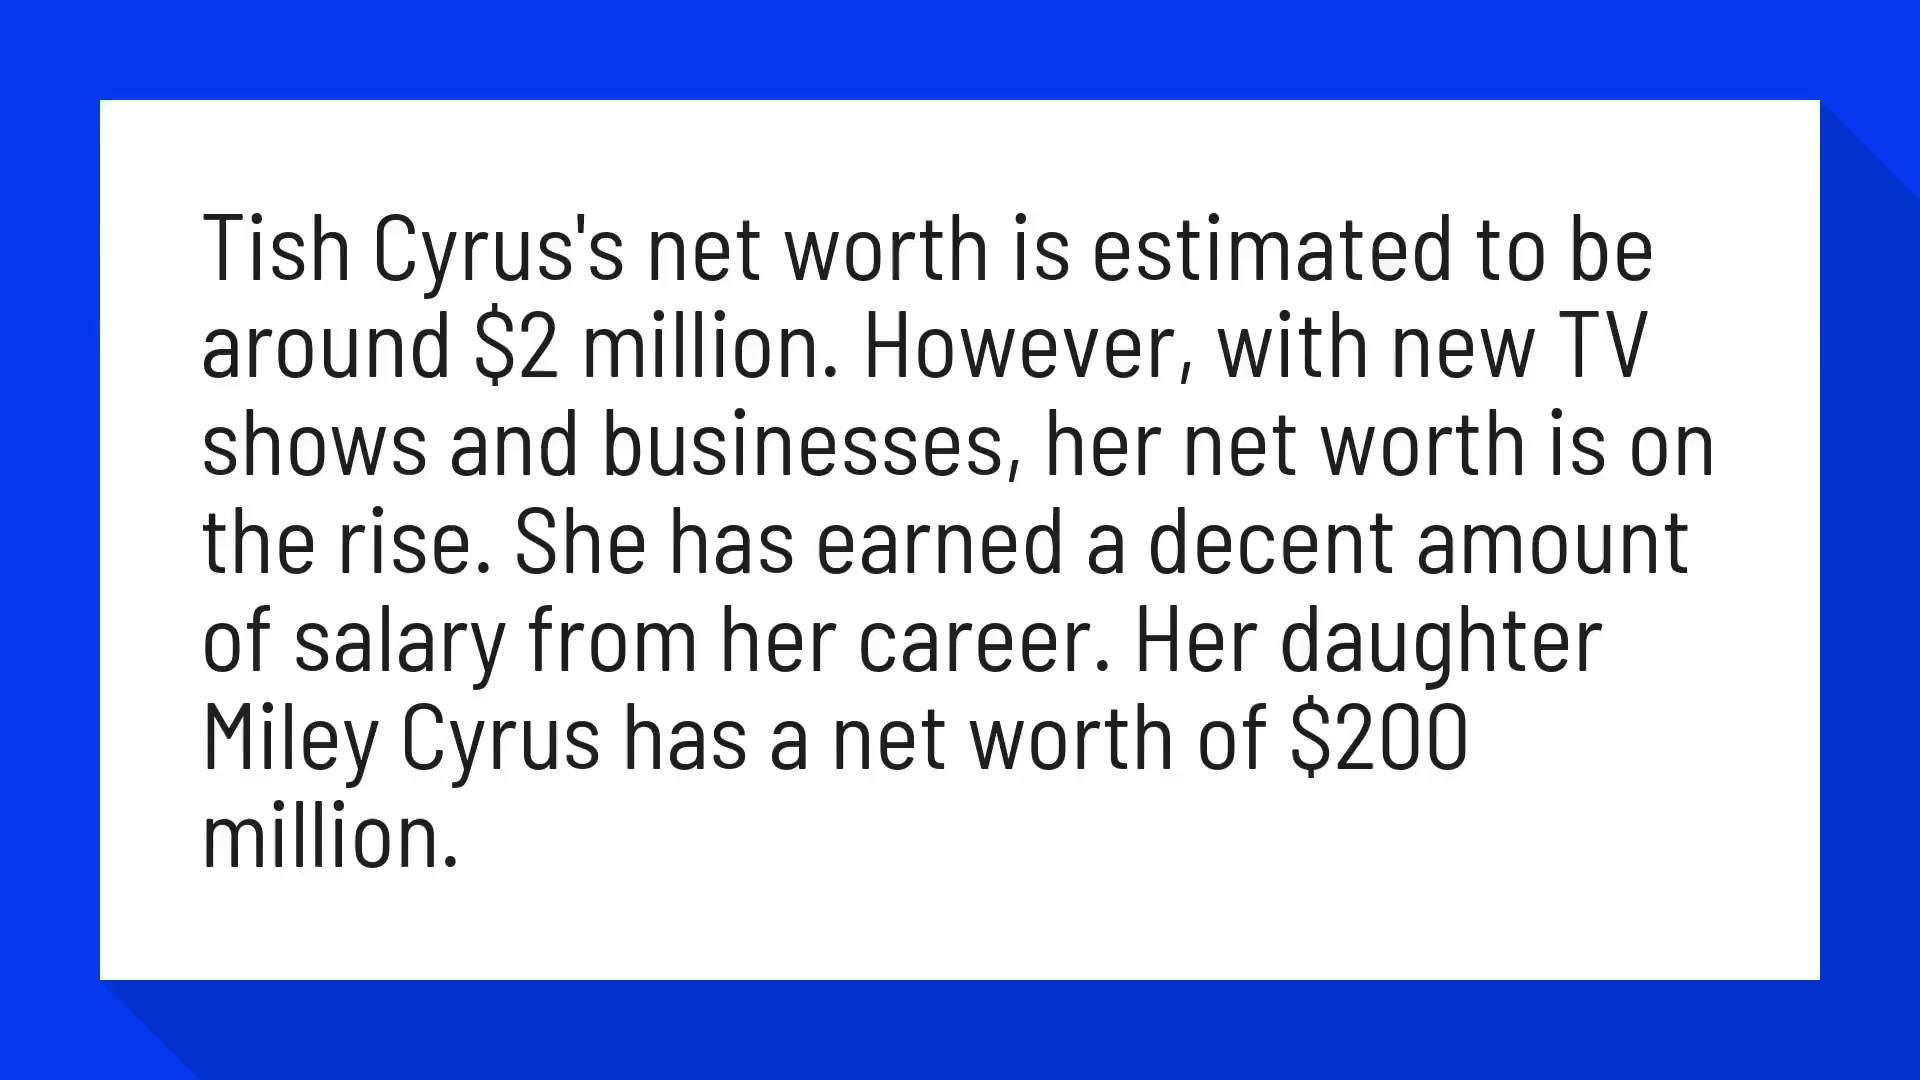 Tish Cyrus's net worth is estimated to be
around $2 million. However, with new TV
shows and businesses, her net worth is on
the rise. She has earned a decent amount
of salary from her career. Her daughter
Miley Cyrus has a net worth of $200
million.